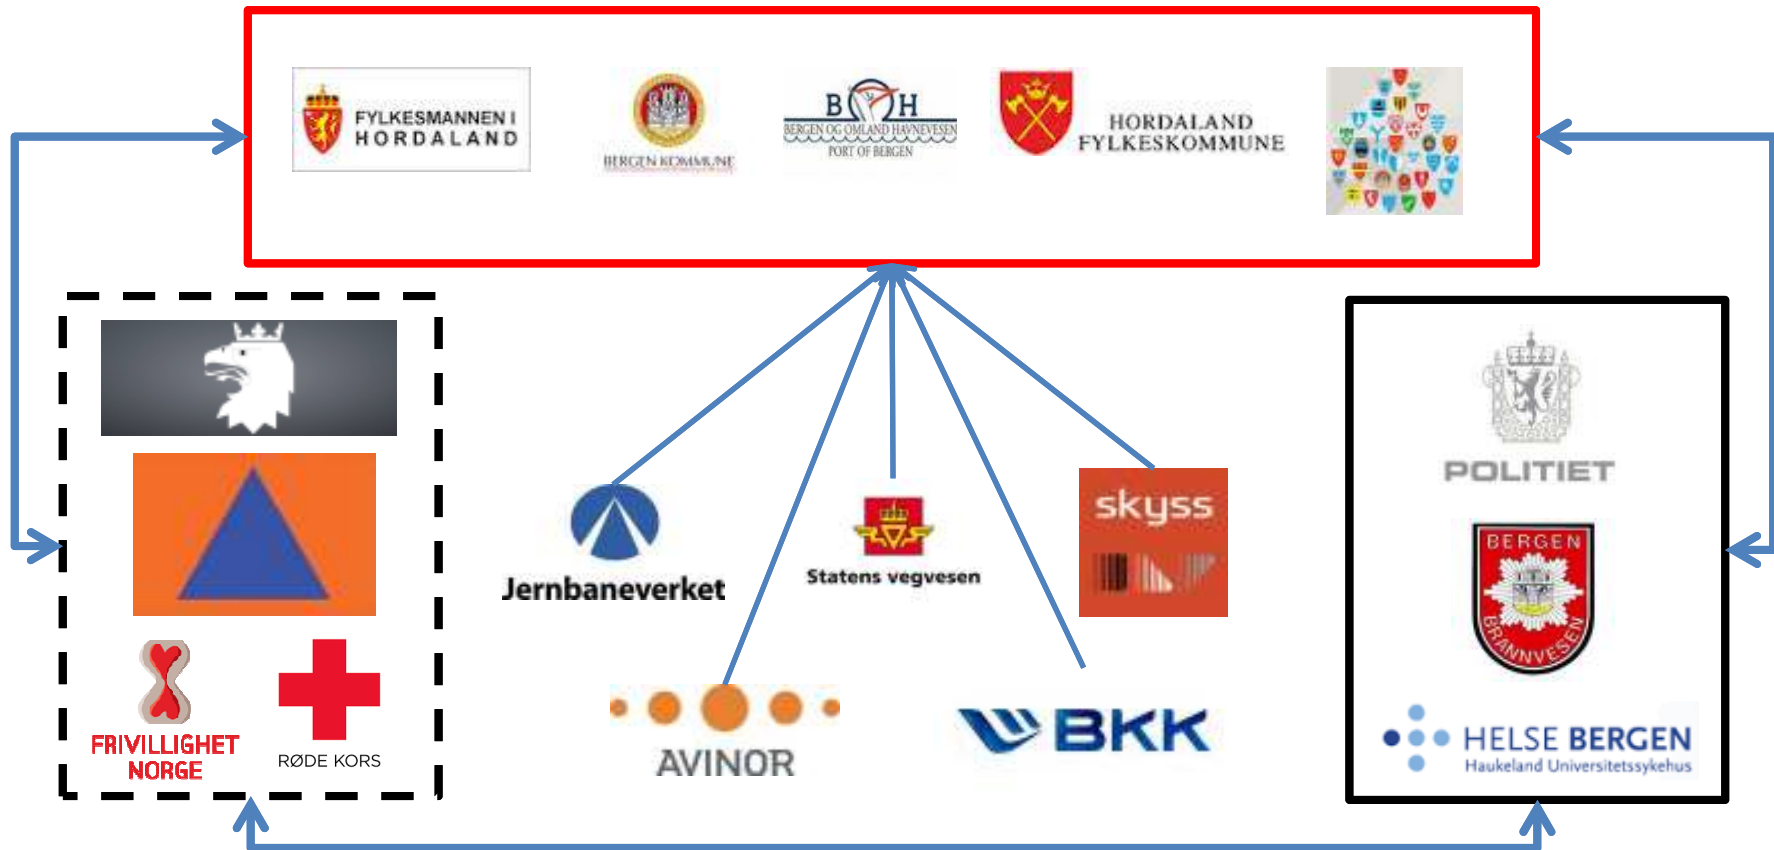 FYLKESMANNEN I
HORDALAND
BERGEN KOMMUNE
B H
BERGEN OG OMLAND HAVNEVESEN
PORT OF BERGEN
HORDALAND
FYLKESKOMMUNE
FRIVILLIGHET
NORGE
RØDE KORS
Jernbaneverket
Statens vegvesen
skyss
AVINOR
BKK
POLITIET
BERGEN
BRANNVESEN
HELSE BERGEN
Haukeland Universitetssykehus